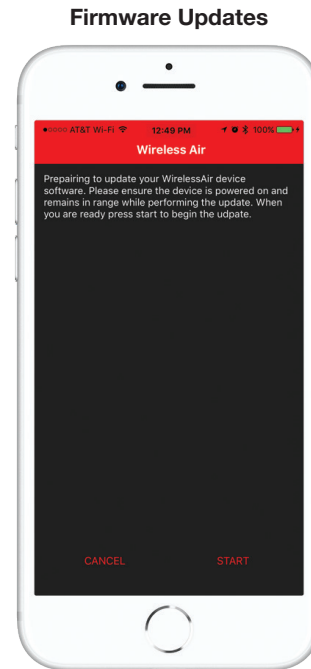 Firmware Updates
AT&T Wi-Fi 12:49 PM 100%
Wireless Air
Prepairing to update your WirelessAir device
software. Please ensure the device is powered on and
remains in range while performing the update. When
you are ready press start to begin the udpate.
CANCEL START